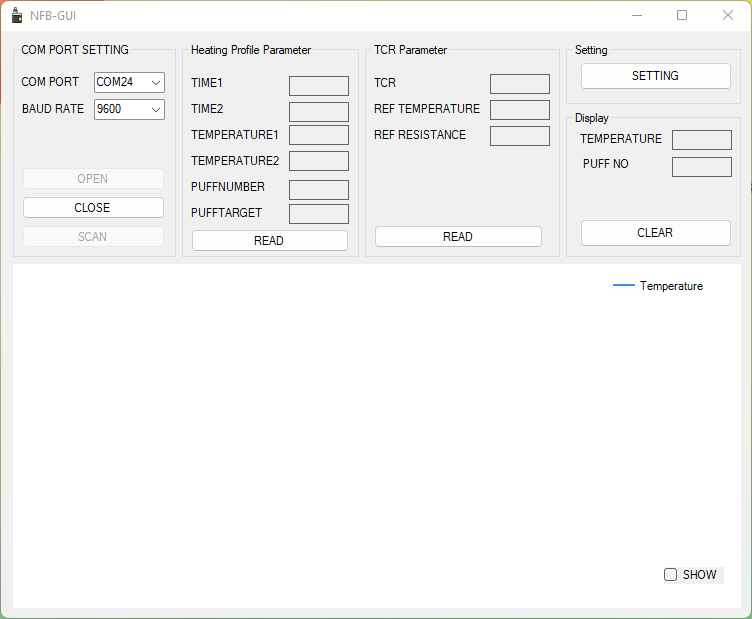 NFB-GUI
COM PORT SETTING
COM PORT COM24
BAUD RATE 9600
OPEN
CLOSE
SCAN
Heating Profile Parameter
TIME1
TIME2
TEMPERATURE1
TEMPERATURE2
PUFFNUMBER
PUFFTARGET
READ
TCR Parameter
TCR
REF TEMPERATURE
REF RESISTANCE
READ
Setting
SETTING
Display
TEMPERATURE
PUFF NO
CLEAR
Temperature
SHOW